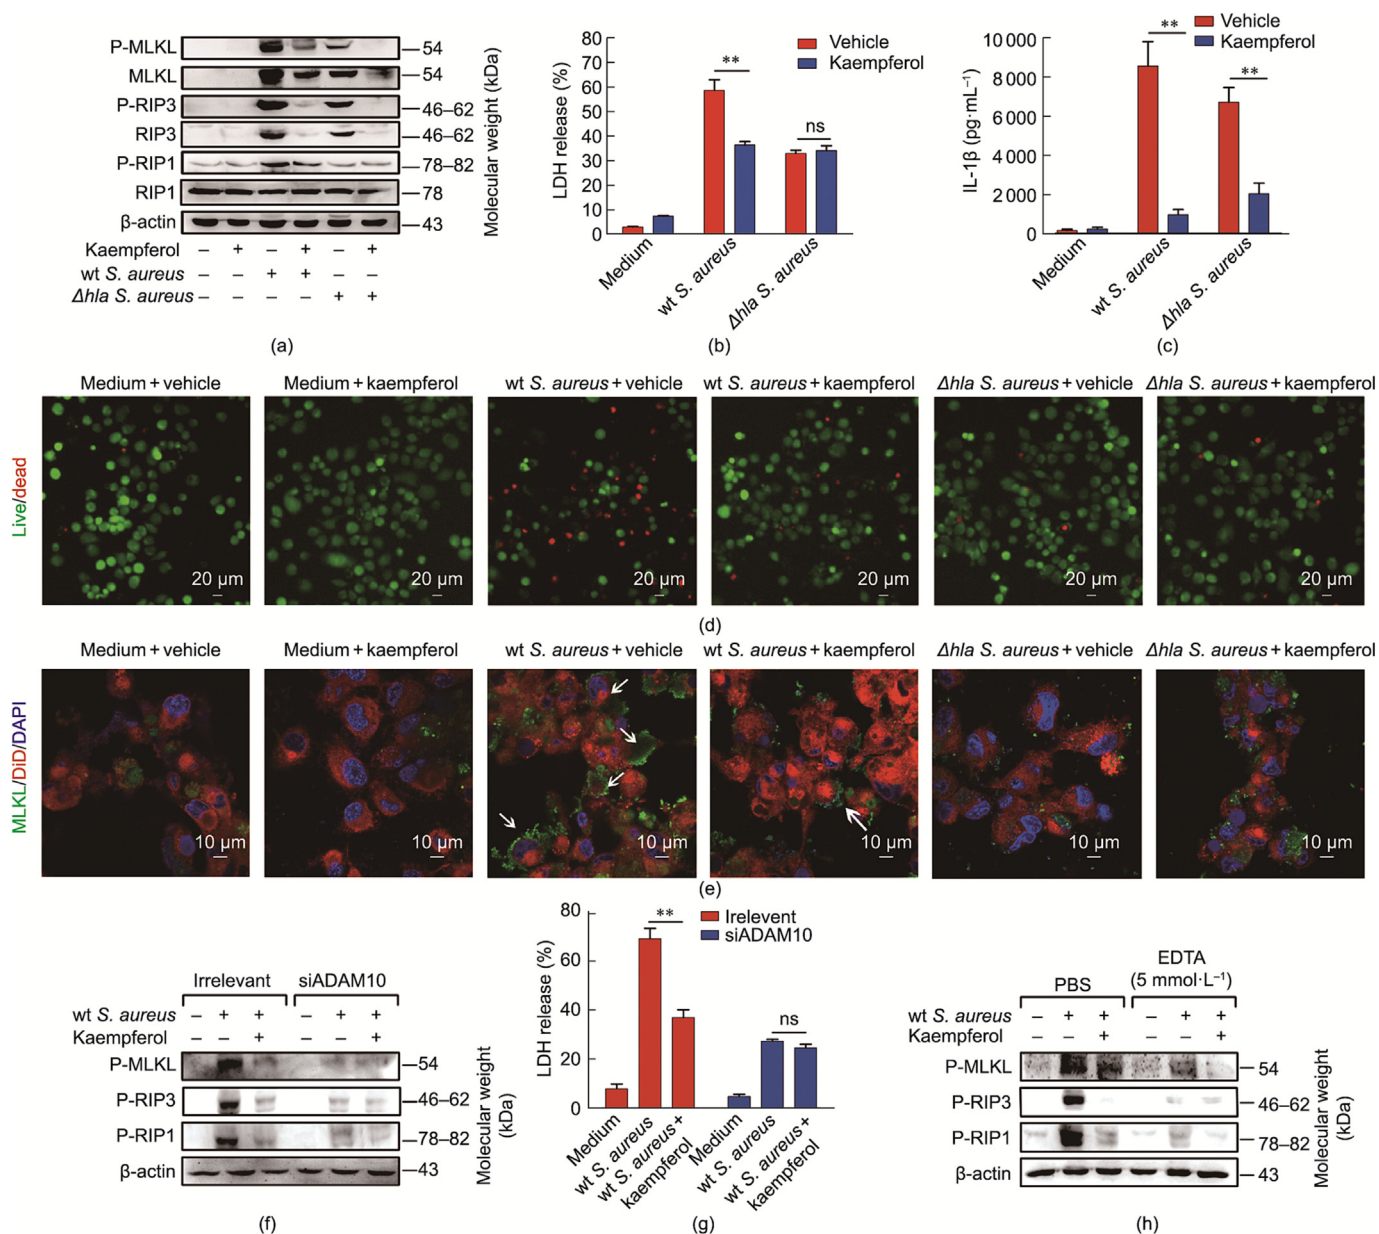 P-MLKL
54
MLKL
54
P-RIP3
46–62
RIP3
46–62
P-RIP1
78–82
RIP1
78
β-actin
43
Molecular weight (kDa)
Kaempferol – + – + – +
wt S. aureus – – + + – –
Δhla S. aureus – – – – + +
(a)
80
70
60
50
40
30
20
10
0
LDH release (%)
Vehicle
Kaempferol
**
ns
Medium
wt S. aureus
Δhla S. aureus
(b)
10 000
8 000
6 000
4 000
2 000
0
IL-1β (pg·mL⁻¹)
Vehicle
Kaempferol
**
**
Medium
wt S. aureus
Δhla S. aureus
(c)
Medium + vehicle
Medium + kaempferol
wt S. aureus + vehicle
wt S. aureus + kaempferol
Δhla S. aureus + vehicle
Δhla S. aureus + kaempferol
Live/dead
20 µm
20 µm
20 µm
20 µm
20 µm
20 µm
(d)
Medium + vehicle
Medium + kaempferol
wt S. aureus + vehicle
wt S. aureus + kaempferol
Δhla S. aureus + vehicle
Δhla S. aureus + kaempferol
MLKL/DiD/DAPI
10 µm
10 µm
10 µm
10 µm
10 µm
10 µm
(e)
Irrelevant
siADAM10
wt S. aureus – + + – + +
Kaempferol – – + – – +
P-MLKL
54
P-RIP3
46–62
P-RIP1
78–82
β-actin
43
Molecular weight
(kDa)
(f)
80
60
40
20
0
LDH release (%)
Irelevent
siADAM10
**
ns
Medium
wt S. aureus
wt S. aureus+
kaempferol
Medium
wt S. aureus
wt S. aureus+
kaempferol
(g)
PBS
EDTA
(5 mmol·L⁻¹)
wt S. aureus – + + – + +
Kaempferol – – + – – +
P-MLKL
54
P-RIP3
46–62
P-RIP1
78–82
β-actin
43
Molecular weight
(kDa)
(h)